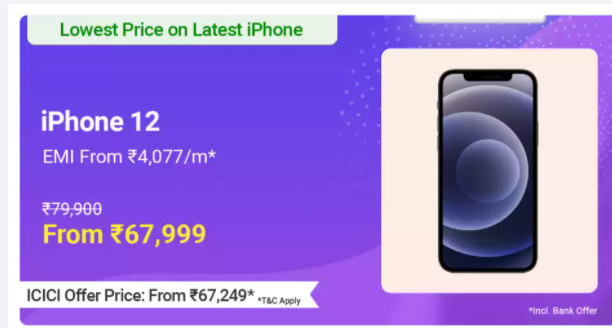 Lowest Price on Latest iPhone
iPhone 12
EMI From ₹4,077/m*
₹79,900
From ₹67,999
ICICI Offer Price: From ₹67,249* *T&C Apply
*Incl. Bank Offer